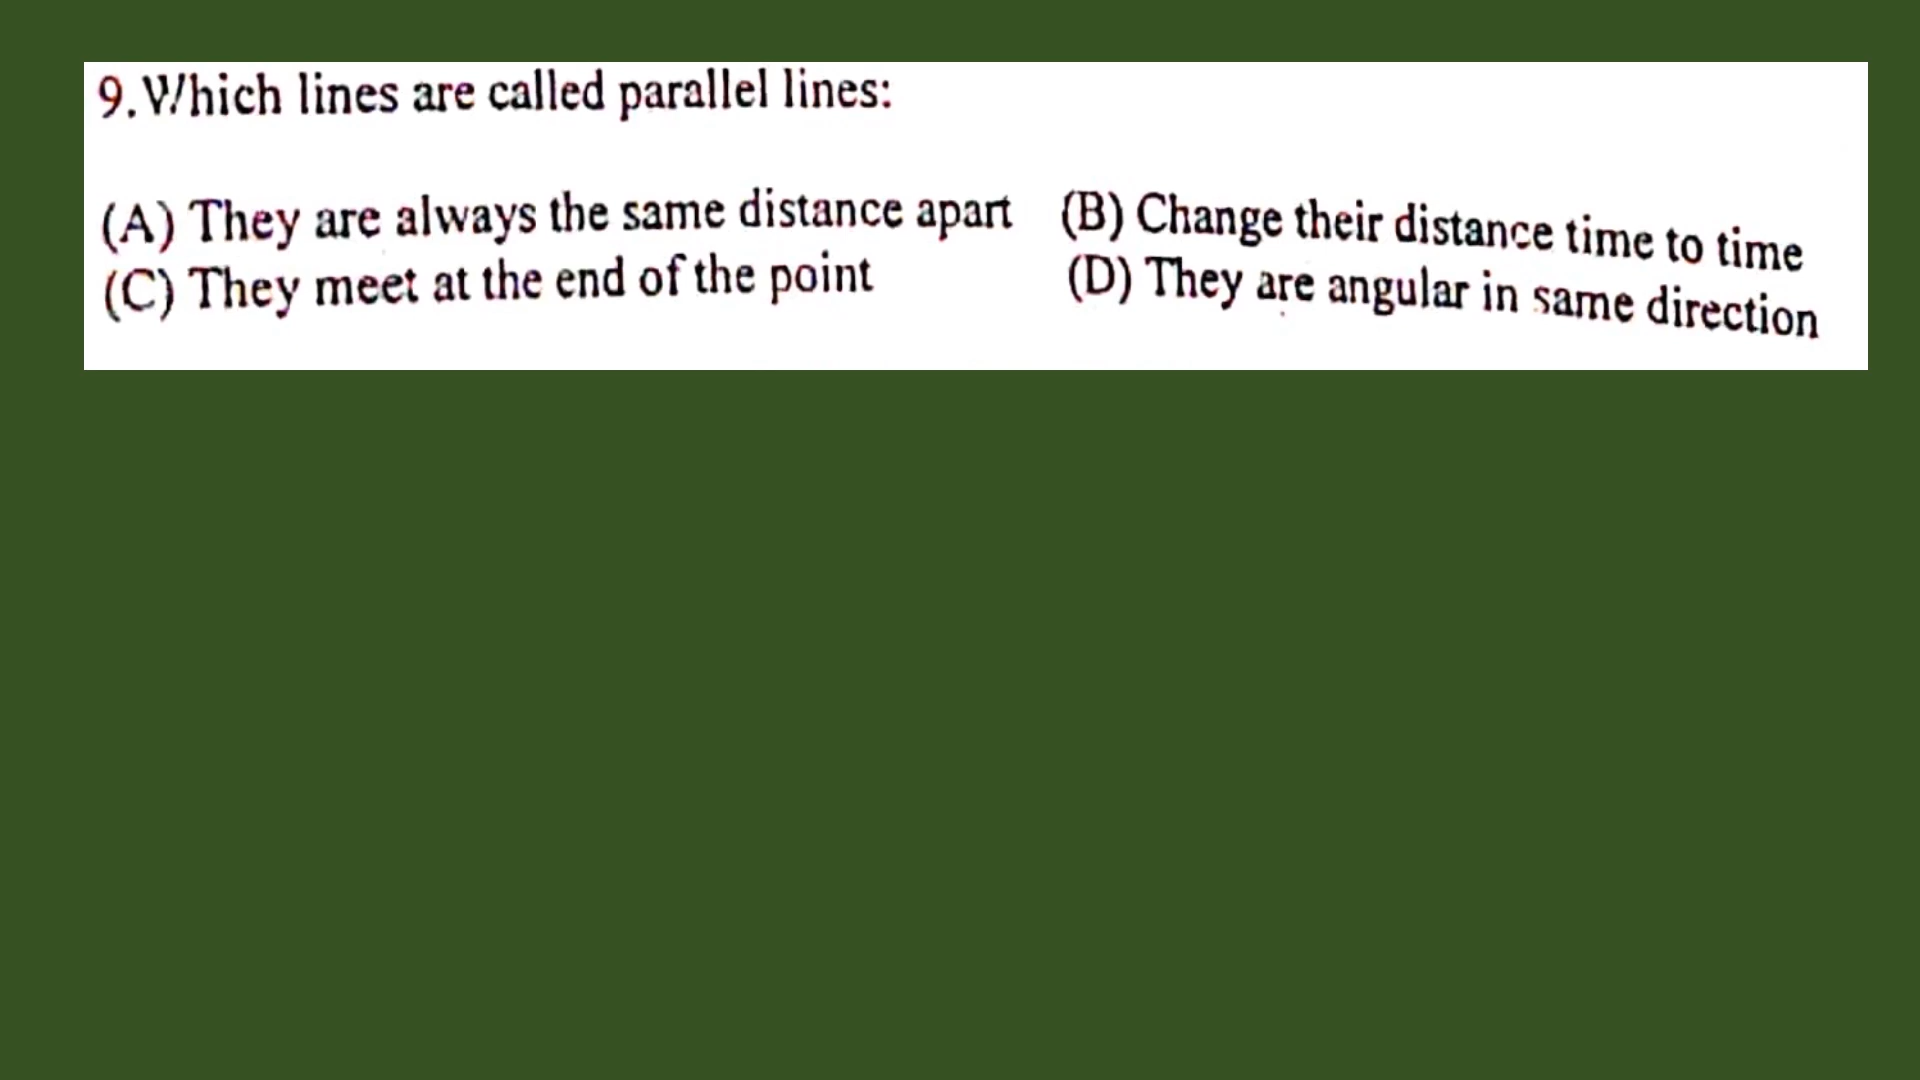 9. Which lines are called parallel lines:
(A) They are always the same distance apart (B) Change their distance time to time
(C) They meet at the end of the point (D) They are angular in same direction